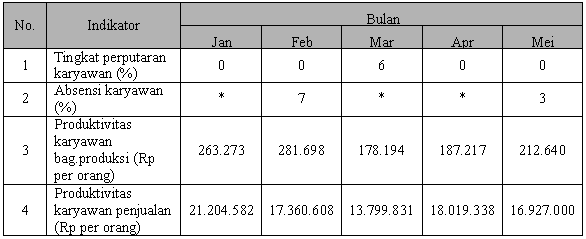 No. Indikator Bulan
Jan Feb Mar Apr Mei
1 Tingkat perputaran karyawan (%) 0 0 6 0 0
2 Absensi karyawan (%) * 7 * * 3
3 Produktivitas karyawan bag.produksi (Rp per orang) 263.273 281.698 178.194 187.217 212.640
4 Produktivitas karyawan penjualan (Rp per orang) 21.204.582 17.360.608 13.799.831 18.019.338 16.927.000